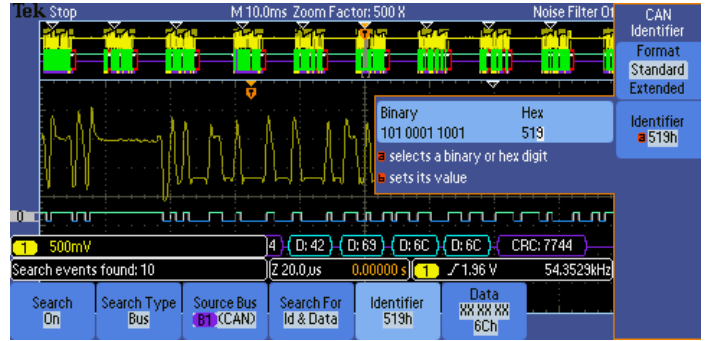 Tek Stop M 10.0ms Zoom Factor: 500 X Noise Filter Of
CAN
Identifier
Format
Standard
Extended
Identifier
a 519h
Binary Hex
101 0001 1001 519
a selects a binary or hex digit
b sets its value
0
1 500mV
4 D: 42 D: 69 D: 6C D: 6C CRC: 7744
Search events found: 10 Z 20.0µs 0.00000 s 1 1.96 V 54.3529kHz
Search
On
Search Type
Bus
Source Bus
B1 (CAN)
Search For
Id & Data
Identifier
519h
Data
XX XX XX
6Ch